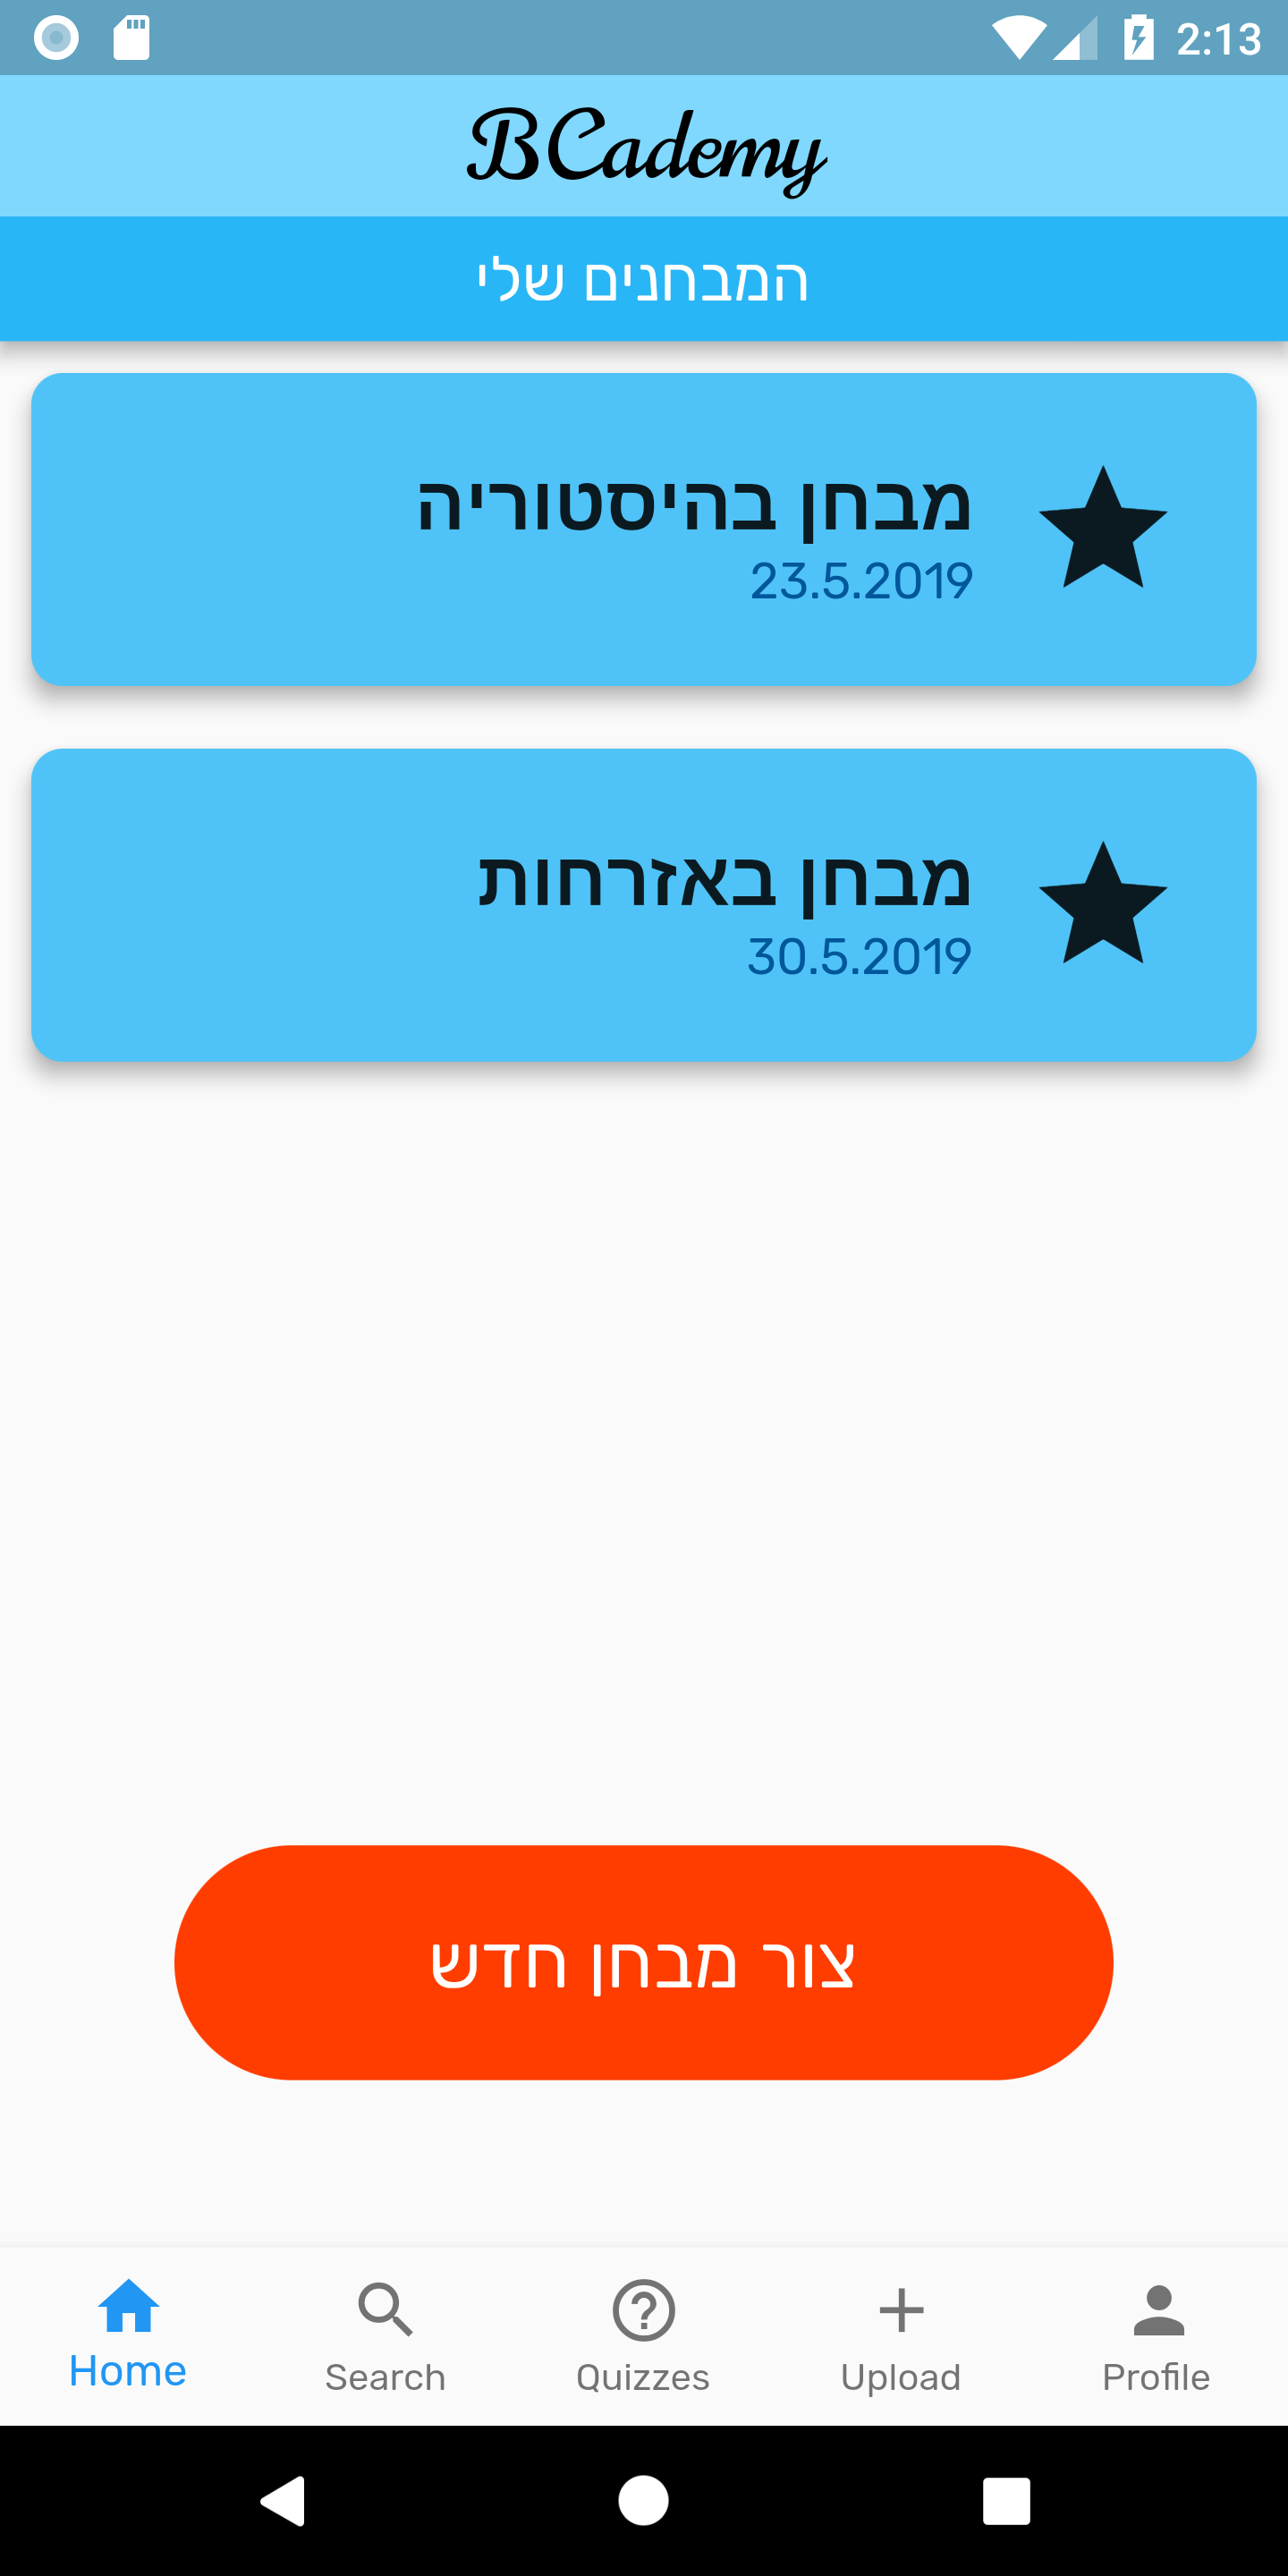 2:13
BCademy
המבחנים שלי
מבחן בהיסטוריה
23.5.2019
מבחן באזרחות
30.5.2019
צור מבחן חדש
Home
Search
Quizzes
Upload
Profile